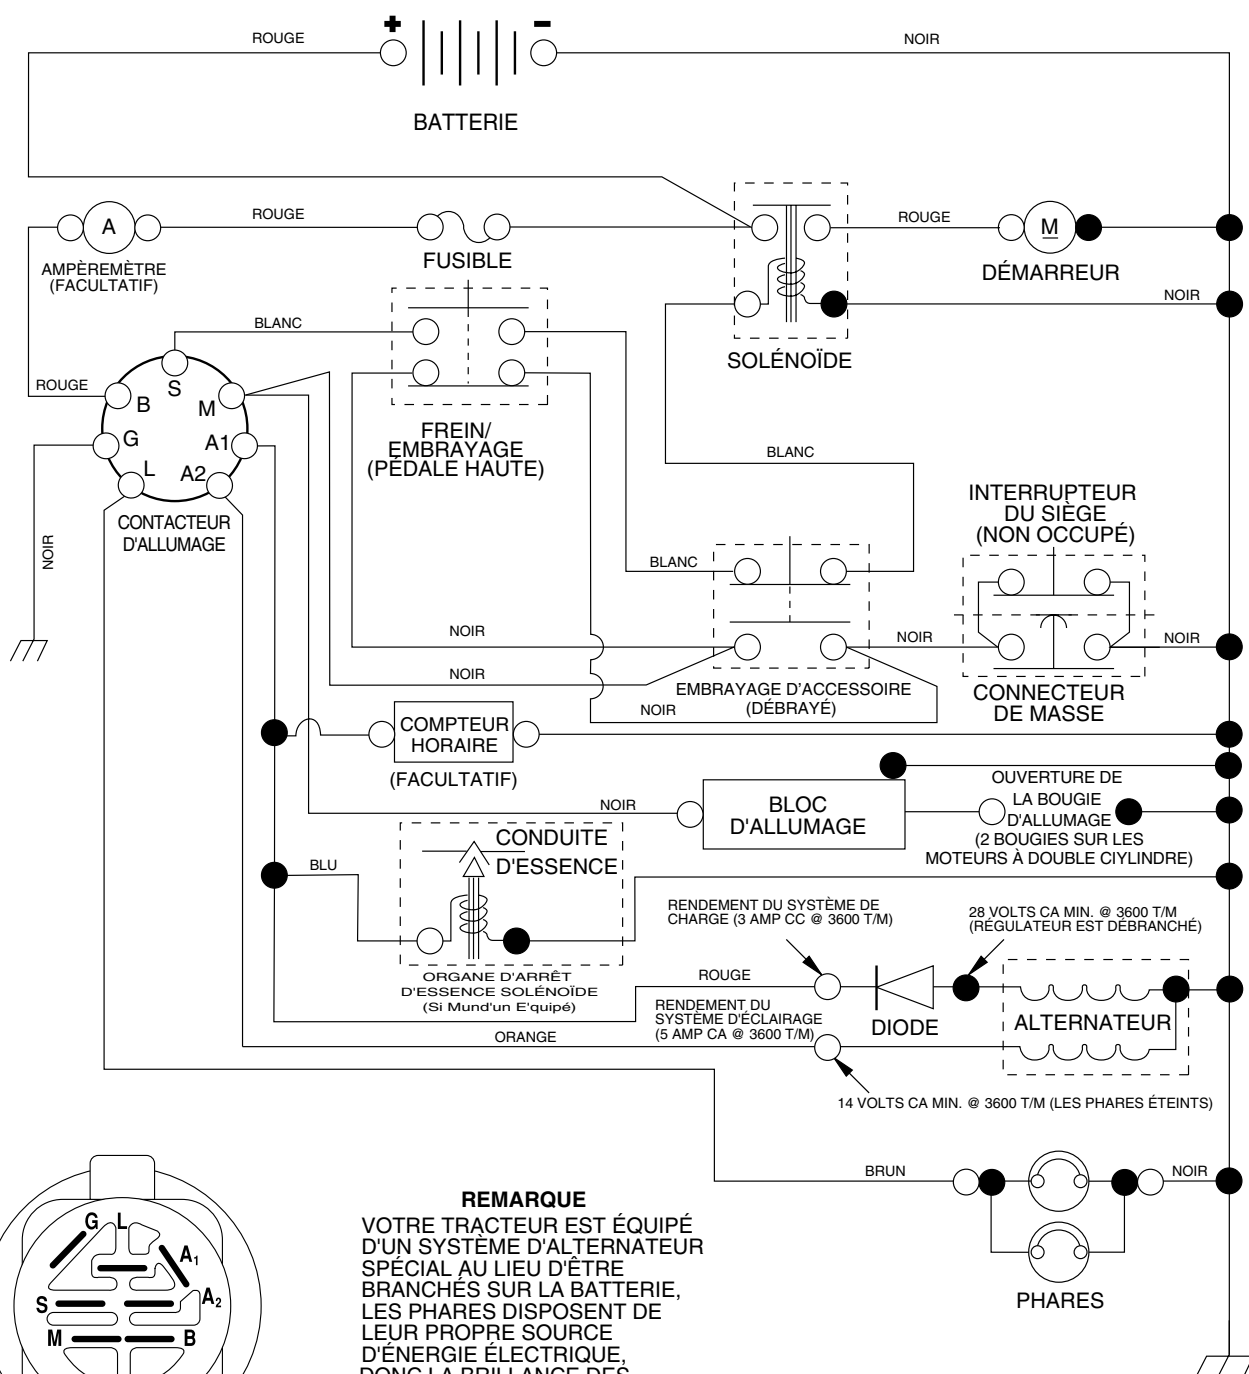 + -
ROUGE
NOIR
BATTERIE
ROUGE
ROUGE
A
M
FUSIBLE
AMPÈREMÈTRE
(FACULTATIF)
DÉMARREUR
NOIR
BLANC
SOLÉNOÏDE
ROUGE
S
B
M
G
A1
L
A2
FREIN/
EMBRAYAGE
(PÉDALE HAUTE)
BLANC
CONTACTEUR
D'ALLUMAGE
NOIR
INTERRUPTEUR
DU SIÈGE
(NON OCCUPÉ)
BLANC
NOIR
NOIR
NOIR
NOIR
EMBRAYAGE D'ACCESSOIRE
(DÉBRAYÉ)
NOIR
CONNECTEUR
DE MASSE
COMPTEUR
HORAIRE
(FACULTATIF)
NOIR
BLOC
D'ALLUMAGE
OUVERTURE DE
LA BOUGIE
D'ALLUMAGE
(2 BOUGIES SUR LES
MOTEURS À DOUBLE CIYLINDRE)
CONDUITE
D'ESSENCE
BLU
RENDEMENT DU SYSTÈME DE
CHARGE (3 AMP CC @ 3600 T/M)
28 VOLTS CA MIN. @ 3600 T/M
(RÉGULATEUR EST DÉBRANCHÉ)
ORGANE D'ARRÊT
D'ESSENCE SOLÉNOÏDE
(Si Mund'un E'quipé)
ROUGE
RENDEMENT DU
SYSTÈME D'ÉCLAIRAGE
(5 AMP CA @ 3600 T/M)
DIODE
ALTERNATEUR
ORANGE
14 VOLTS CA MIN. @ 3600 T/M (LES PHARES ÉTEINTS)
BRUN
NOIR
PHARES
G L
A1
A2
S
M
B
REMARQUE
VOTRE TRACTEUR EST ÉQUIPÉ
D'UN SYSTÈME D'ALTERNATEUR
SPÉCIAL AU LIEU D'ÊTRE
BRANCHÉS SUR LA BATTERIE,
LES PHARES DISPOSENT DE
LEUR PROPRE SOURCE
D'ÉNERGIE ÉLECTRIQUE,
DONC LA BRILLANCE DES